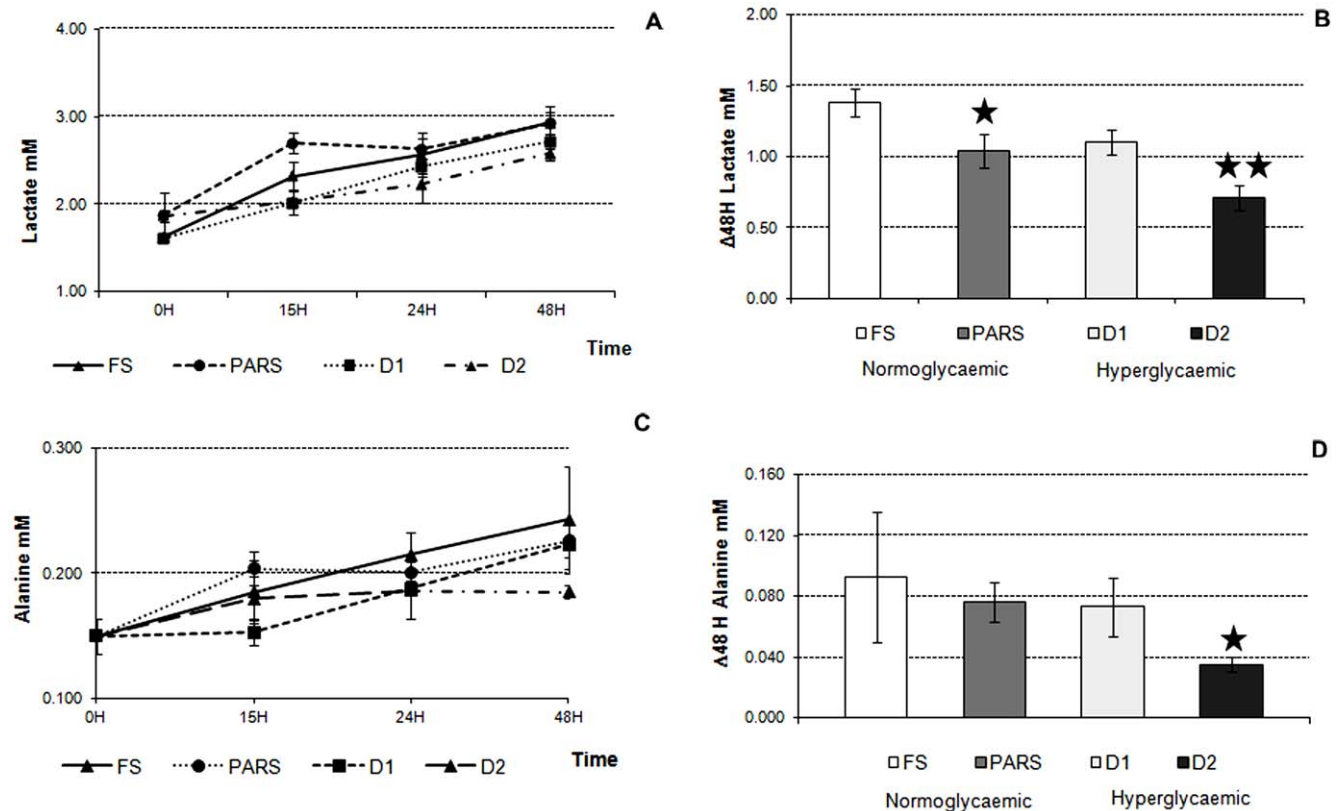 A
Lactate mM
4.00
3.00
2.00
1.00
0H 15H 24H 48H
Time
FS PARS D1 D2
B
Δ48H Lactate mM
2.00
1.50
1.00
0.50
0.00
FS PARS D1 D2
Normoglycaemic Hyperglycaemic
C
Alanine mM
0.300
0.200
0.100
0H 15H 24H 48H
Time
FS PARS D1 D2
D
Δ48 H Alanine mM
0.160
0.120
0.080
0.040
0.000
FS PARS D1 D2
Normoglycaemic Hyperglycaemic